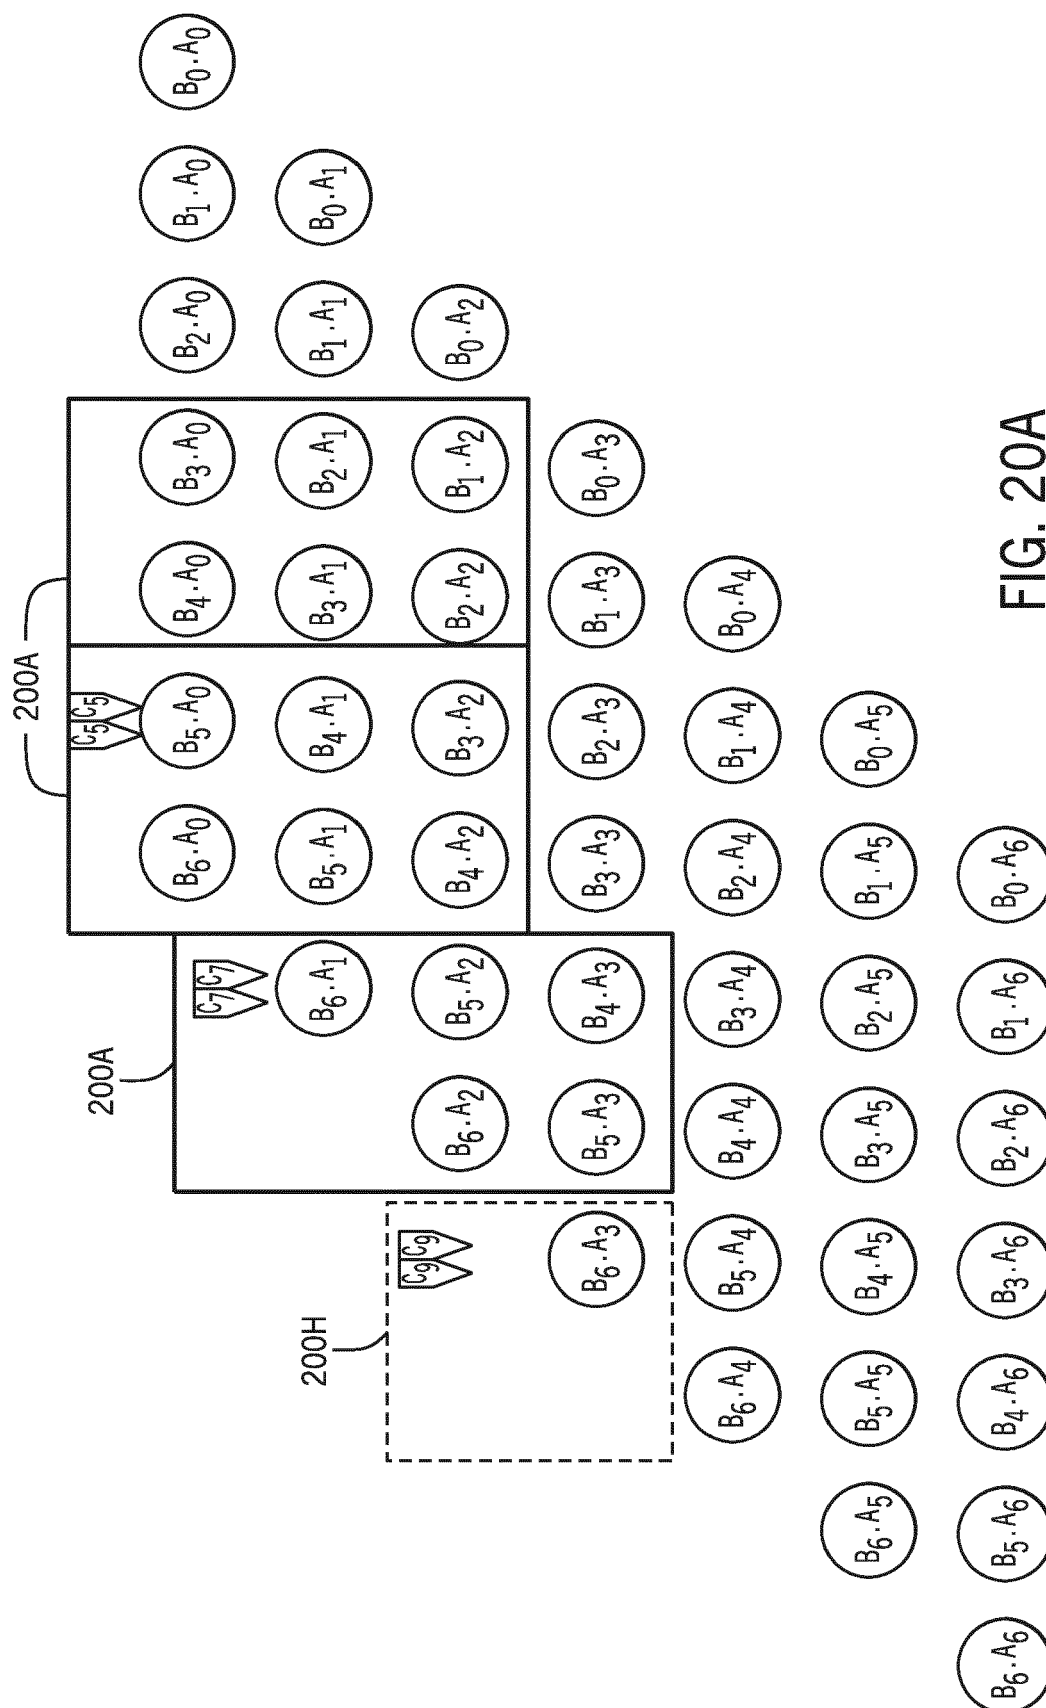 200A
C₅ C₅
200A
B₆·A₀ B₅·A₀ B₄·A₀ B₃·A₀ B₂·A₀ B₁·A₀ B₀·A₀
C₇ C₇
200H
B₆·A₁ B₅·A₁ B₄·A₁ B₃·A₁ B₂·A₁ B₁·A₁ B₀·A₁
C₉ C₉
B₆·A₂ B₅·A₂ B₄·A₂ B₃·A₂ B₂·A₂ B₁·A₂ B₀·A₂
B₆·A₃ B₅·A₃ B₄·A₃ B₃·A₃ B₂·A₃ B₁·A₃ B₀·A₃
B₆·A₄ B₅·A₄ B₄·A₄ B₃·A₄ B₂·A₄ B₁·A₄ B₀·A₄
B₆·A₅ B₅·A₅ B₄·A₅ B₃·A₅ B₂·A₅ B₁·A₅ B₀·A₅
B₆·A₆ B₅·A₆ B₄·A₆ B₃·A₆ B₂·A₆ B₁·A₆ B₀·A₆
FIG. 20A